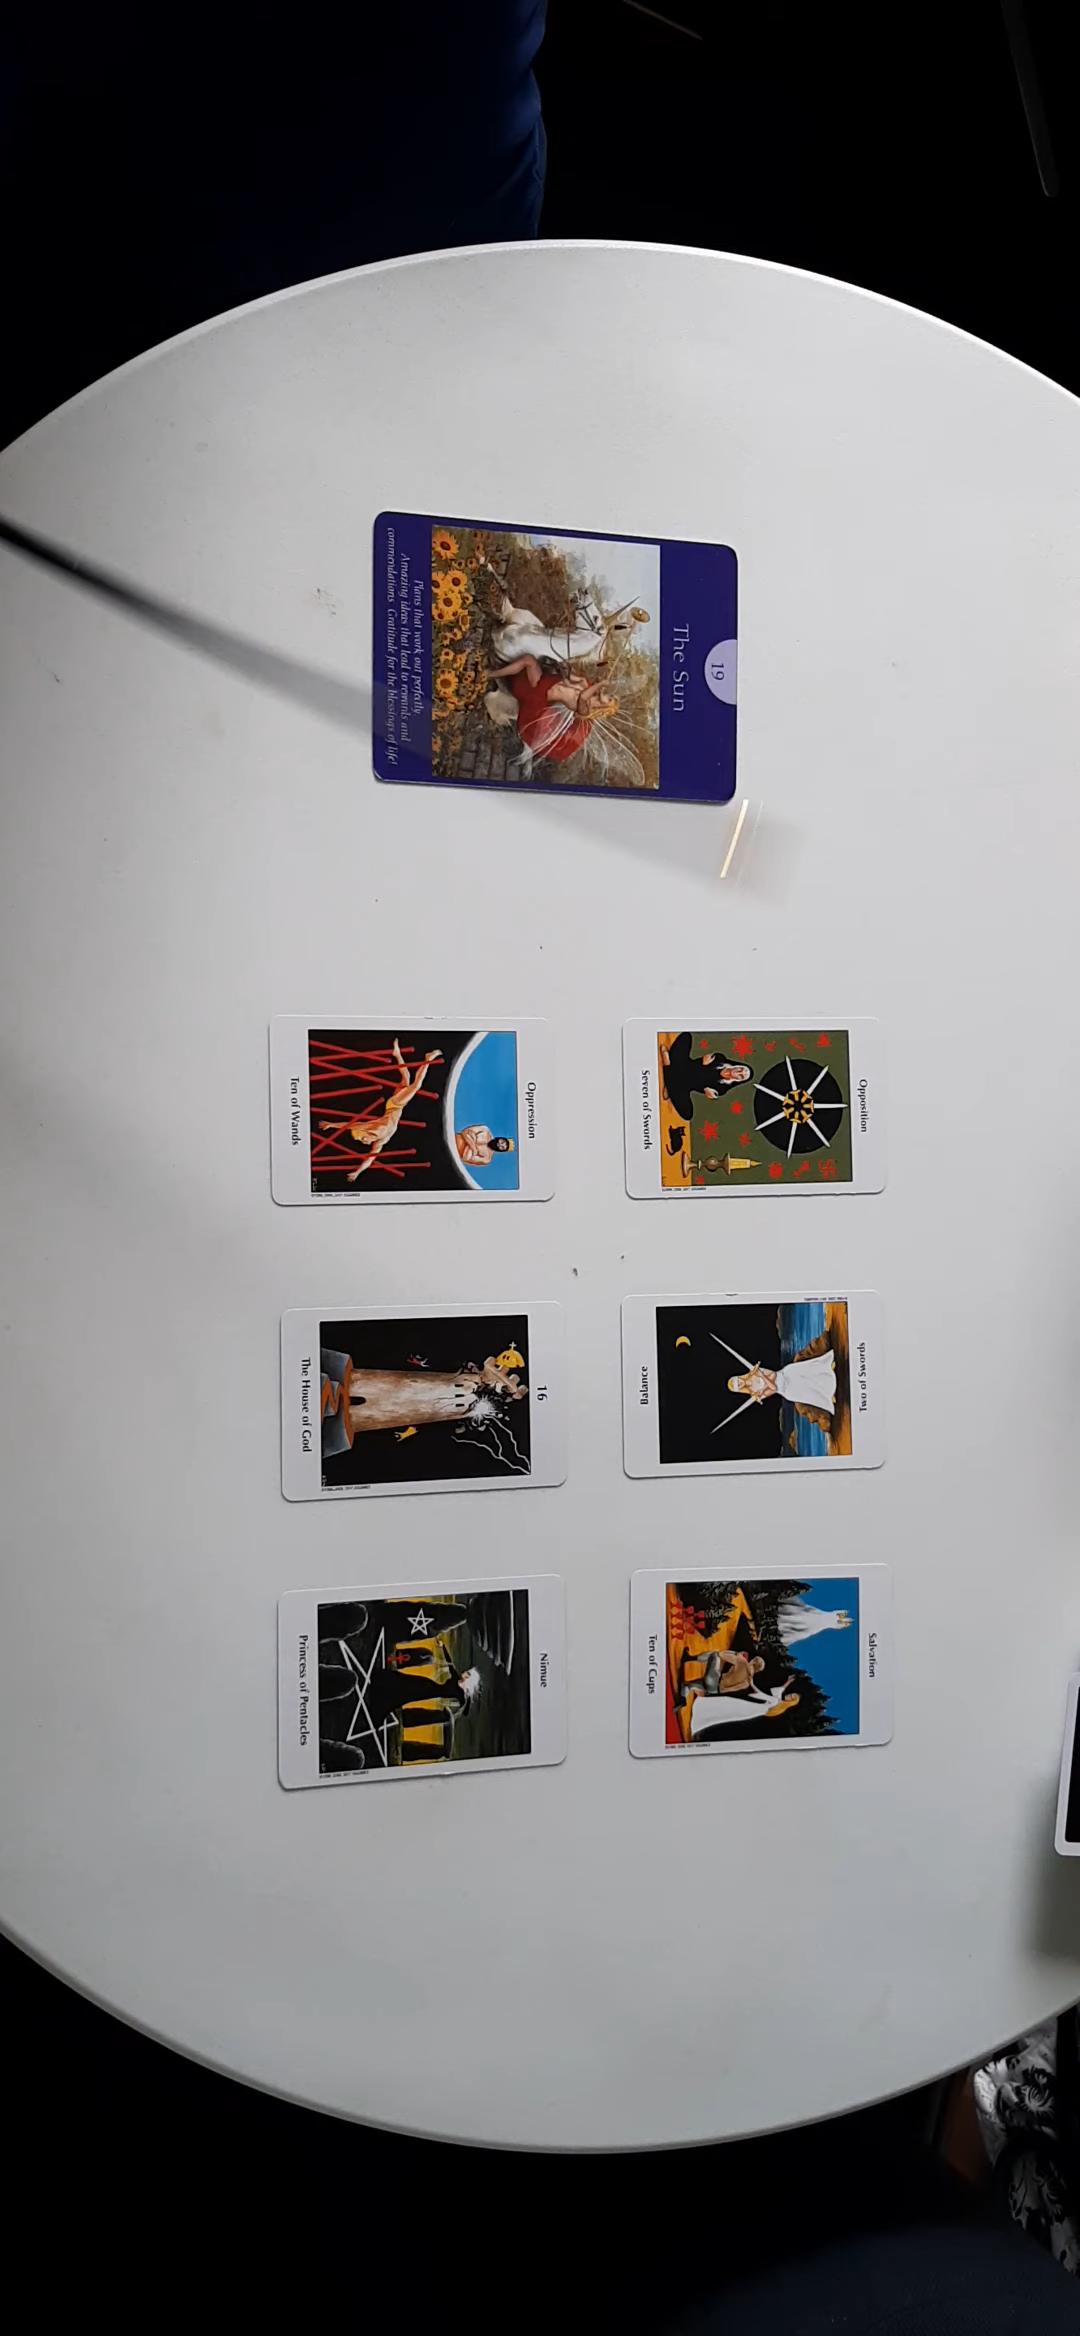 19
The Sun
Plans that work out perfectly.
Amazing ideas that lead to rewards and
commendations. Gratitude for the blessings of life!
Opposition
Seven of Swords
Balance
Two of Swords
Salvation
Ten of Cups
Oppression
Ten of Wands
16
The House of God
Nimue
Princess of Pentacles